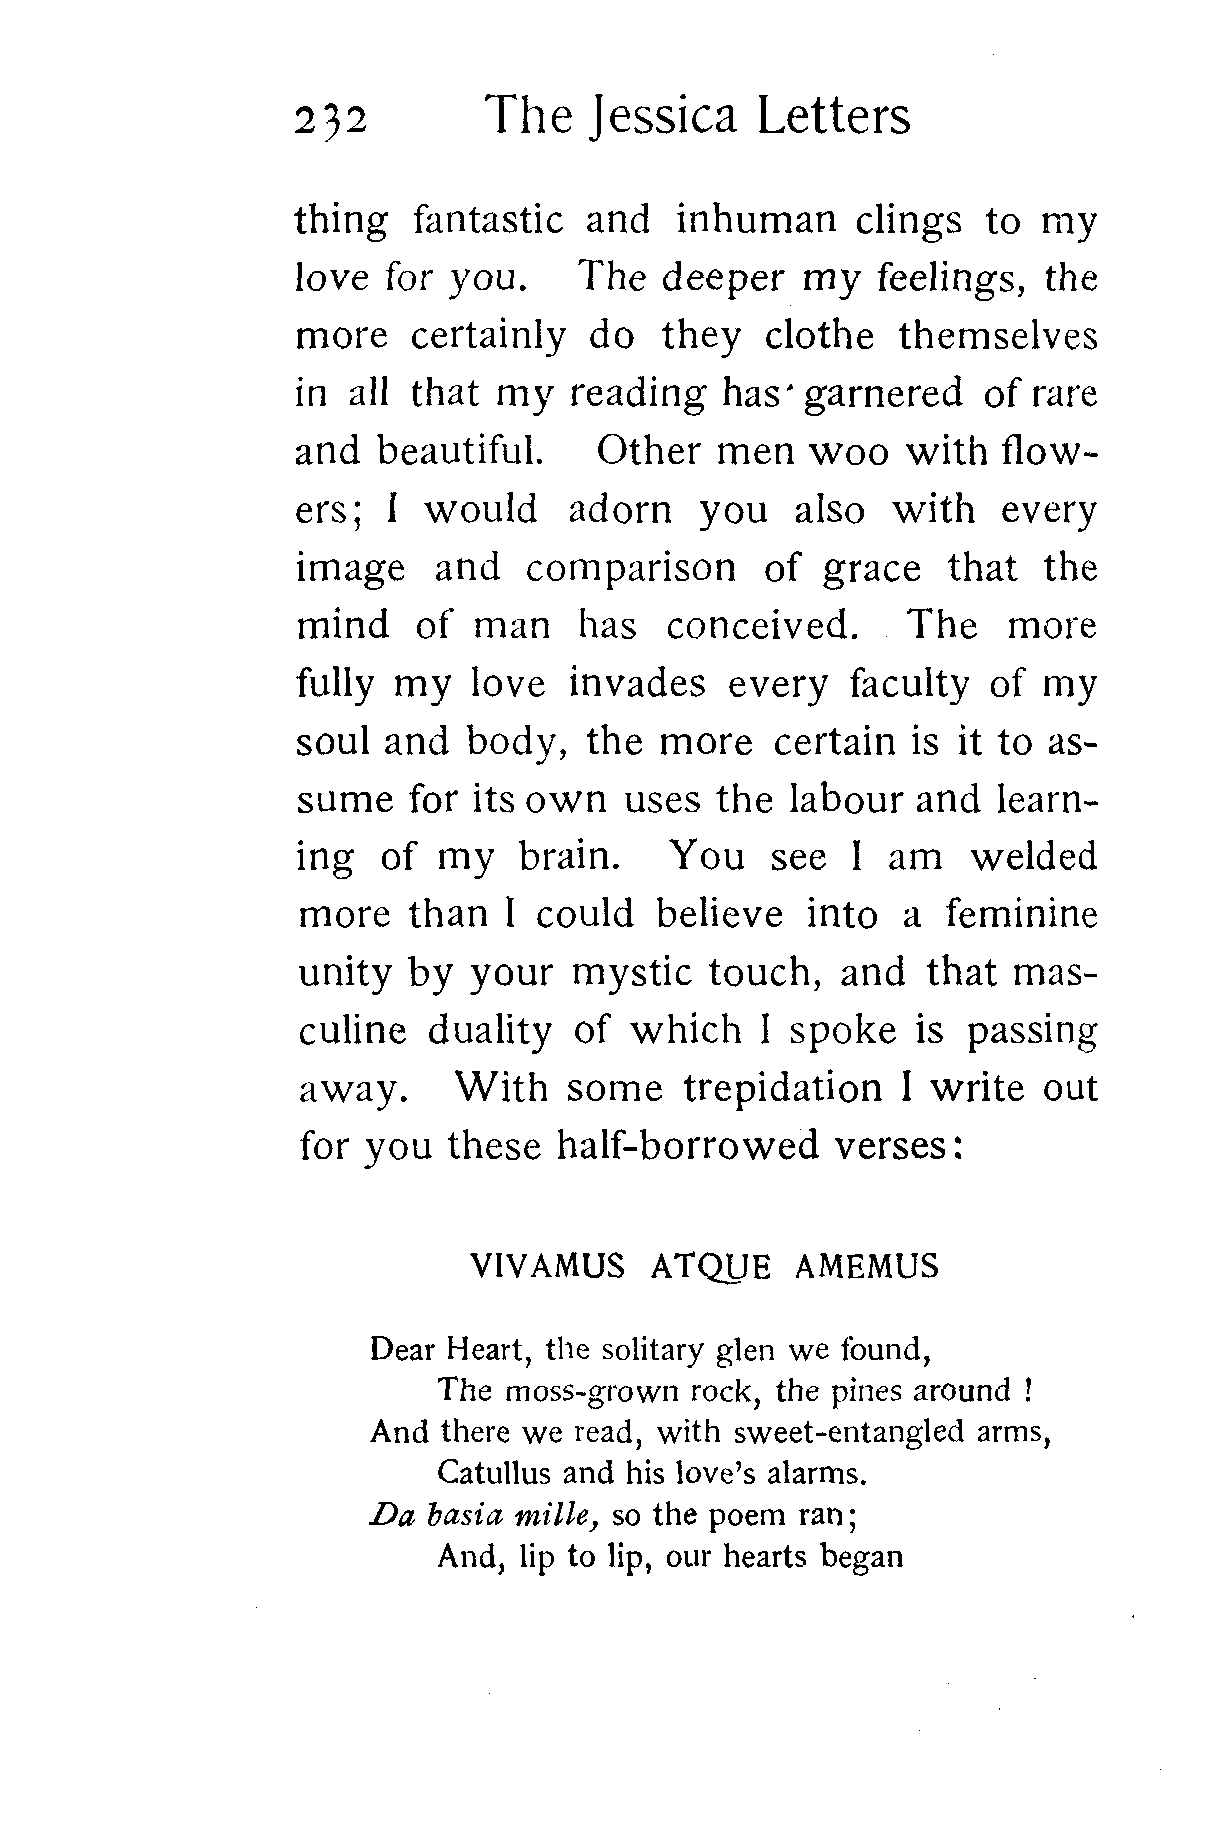 232 The Jessica Letters
thing fantastic and inhuman clings to my
love for you. The deeper my feelings, the
more certainly do they clothe themselves
in all that my reading has garnered of rare
and beautiful. Other men woo with flow-
ers; I would adorn you also with every
image and comparison of grace that the
mind of man has conceived. The more
fully my love invades every faculty of my
soul and body, the more certain is it to as-
sume for its own uses the labour and learn-
ing of my brain. You see I am welded
more than I could believe into a feminine
unity by your mystic touch, and that mas-
culine duality of which I spoke is passing
away. With some trepidation I write out
for you these half-borrowed verses:
VIVAMUS ATQUE AMEMUS
Dear Heart, the solitary glen we found,
The moss-grown rock, the pines around !
And there we read, with sweet-entangled arms,
Catullus and his love's alarms.
Da basia mille, so the poem ran;
And, lip to lip, our hearts began